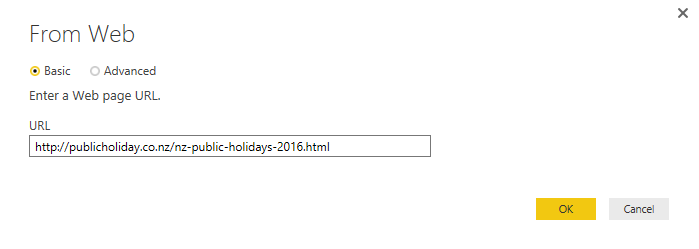 From Web
Basic Advanced
Enter a Web page URL.
URL
http://publicholiday.co.nz/nz-public-holidays-2016.html
OK Cancel